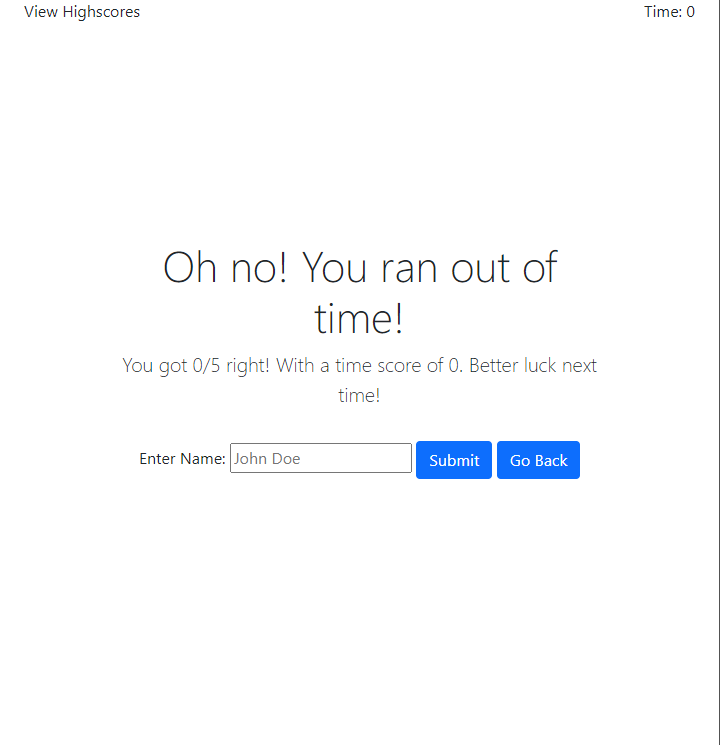 View Highscores
Time: 0
Oh no! You ran out of
time!
You got 0/5 right! With a time score of 0. Better luck next
time!
Enter Name: John Doe Submit Go Back